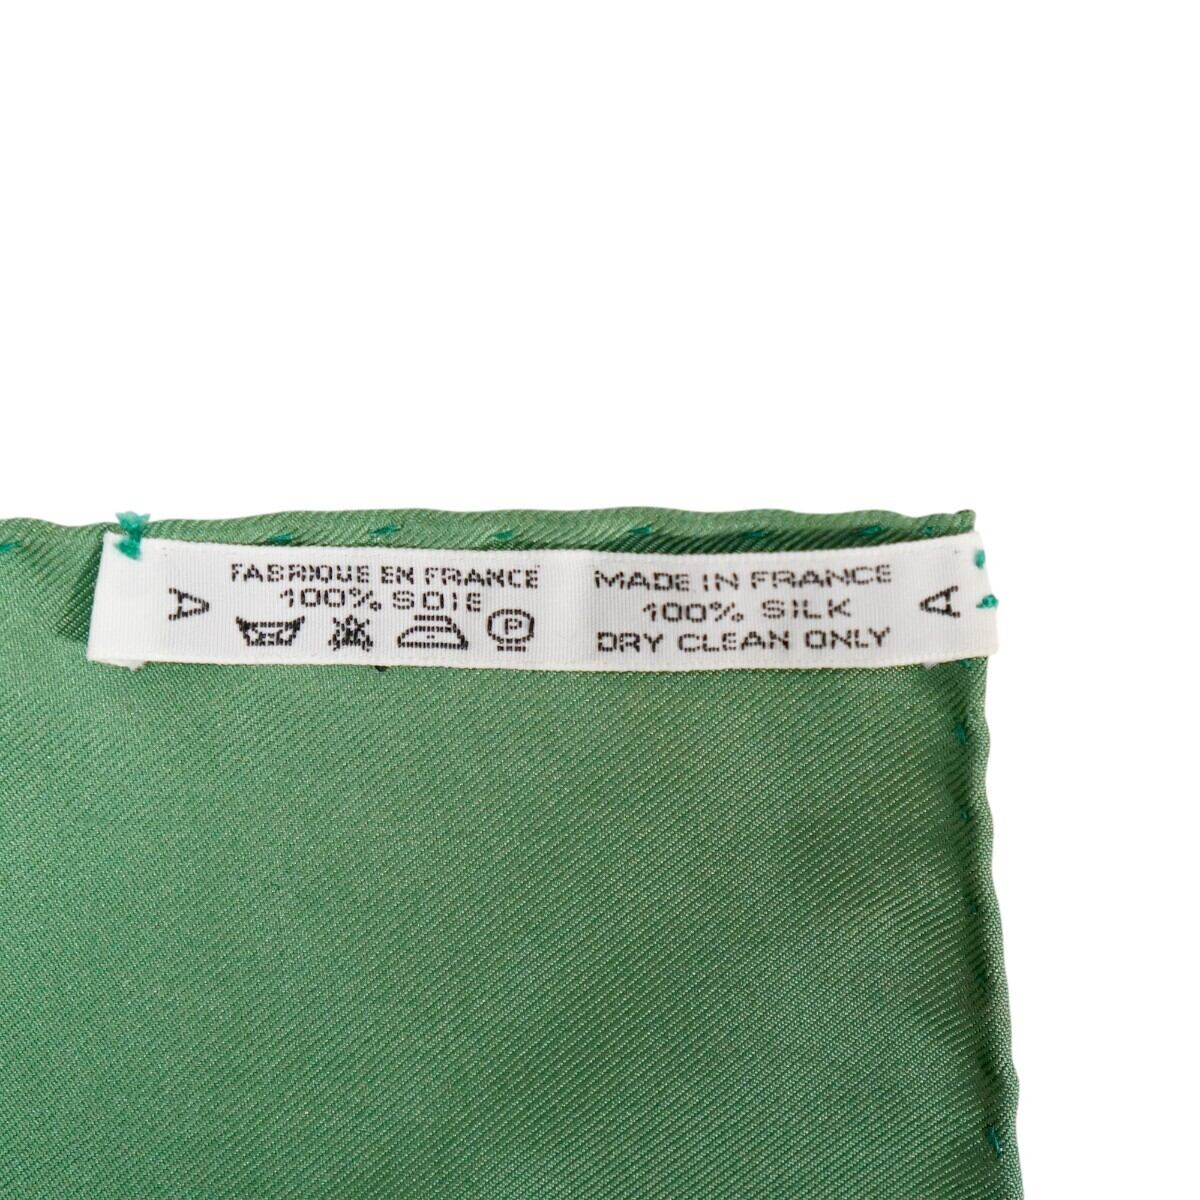 A
FABRIQUE EN FRANCE
100% SOIE
P
MADE IN FRANCE
100% SILK
DRY CLEAN ONLY
A